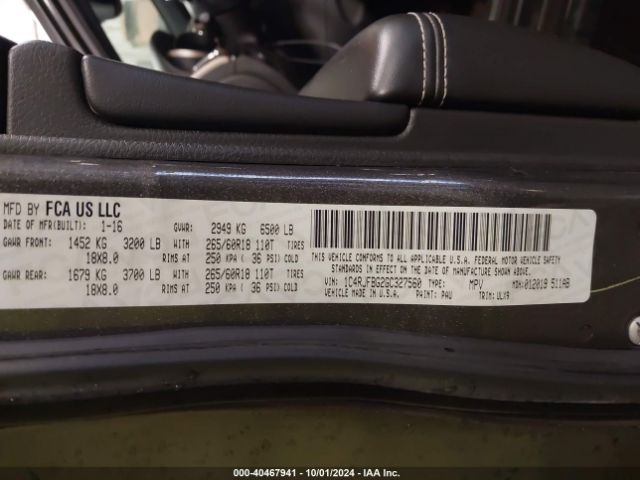 MFD BY FCA US LLC
DATE OF MFR(BUILT): 1-16 GVWR: 2949 KG 6500 LB
GAWR FRONT: 1452 KG 3200 LB WITH 265/60R18 110T TIRES
18X8.0 RIMS AT 250 KPA ( 36 PSI) COLD
GAWR REAR: 1679 KG 3700 LB WITH 265/60R18 110T TIRES
18X8.0 RIMS AT 250 KPA ( 36 PSI) COLD
THIS VEHICLE CONFORMS TO ALL APPLICABLE U.S.A. FEDERAL MOTOR VEHICLE SAFETY
STANDARDS IN EFFECT ON THE DATE OF MANUFACTURE SHOWN ABOVE.
VIN: 1C4RJFBG2GC327560 TYPE: MPV MDH:012019 511AB
VEHICLE MADE IN U.S.A. PAINT: PAU TRIM: ULX9
000-40467941 - 10/01/2024 - IAA Inc.